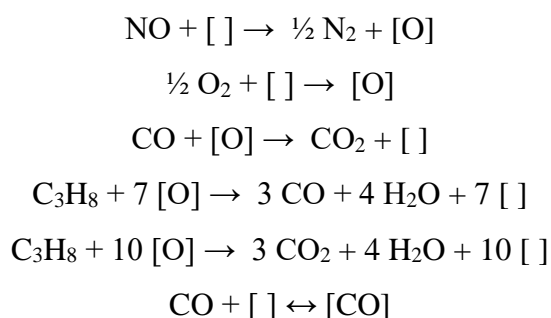 NO + [ ] → ½ N₂ + [O]
½ O₂ + [ ] → [O]
CO + [O] → CO₂ + [ ]
C₃H₈ + 7 [O] → 3 CO + 4 H₂O + 7 [ ]
C₃H₈ + 10 [O] → 3 CO₂ + 4 H₂O + 10 [ ]
CO + [ ] ↔ [CO]